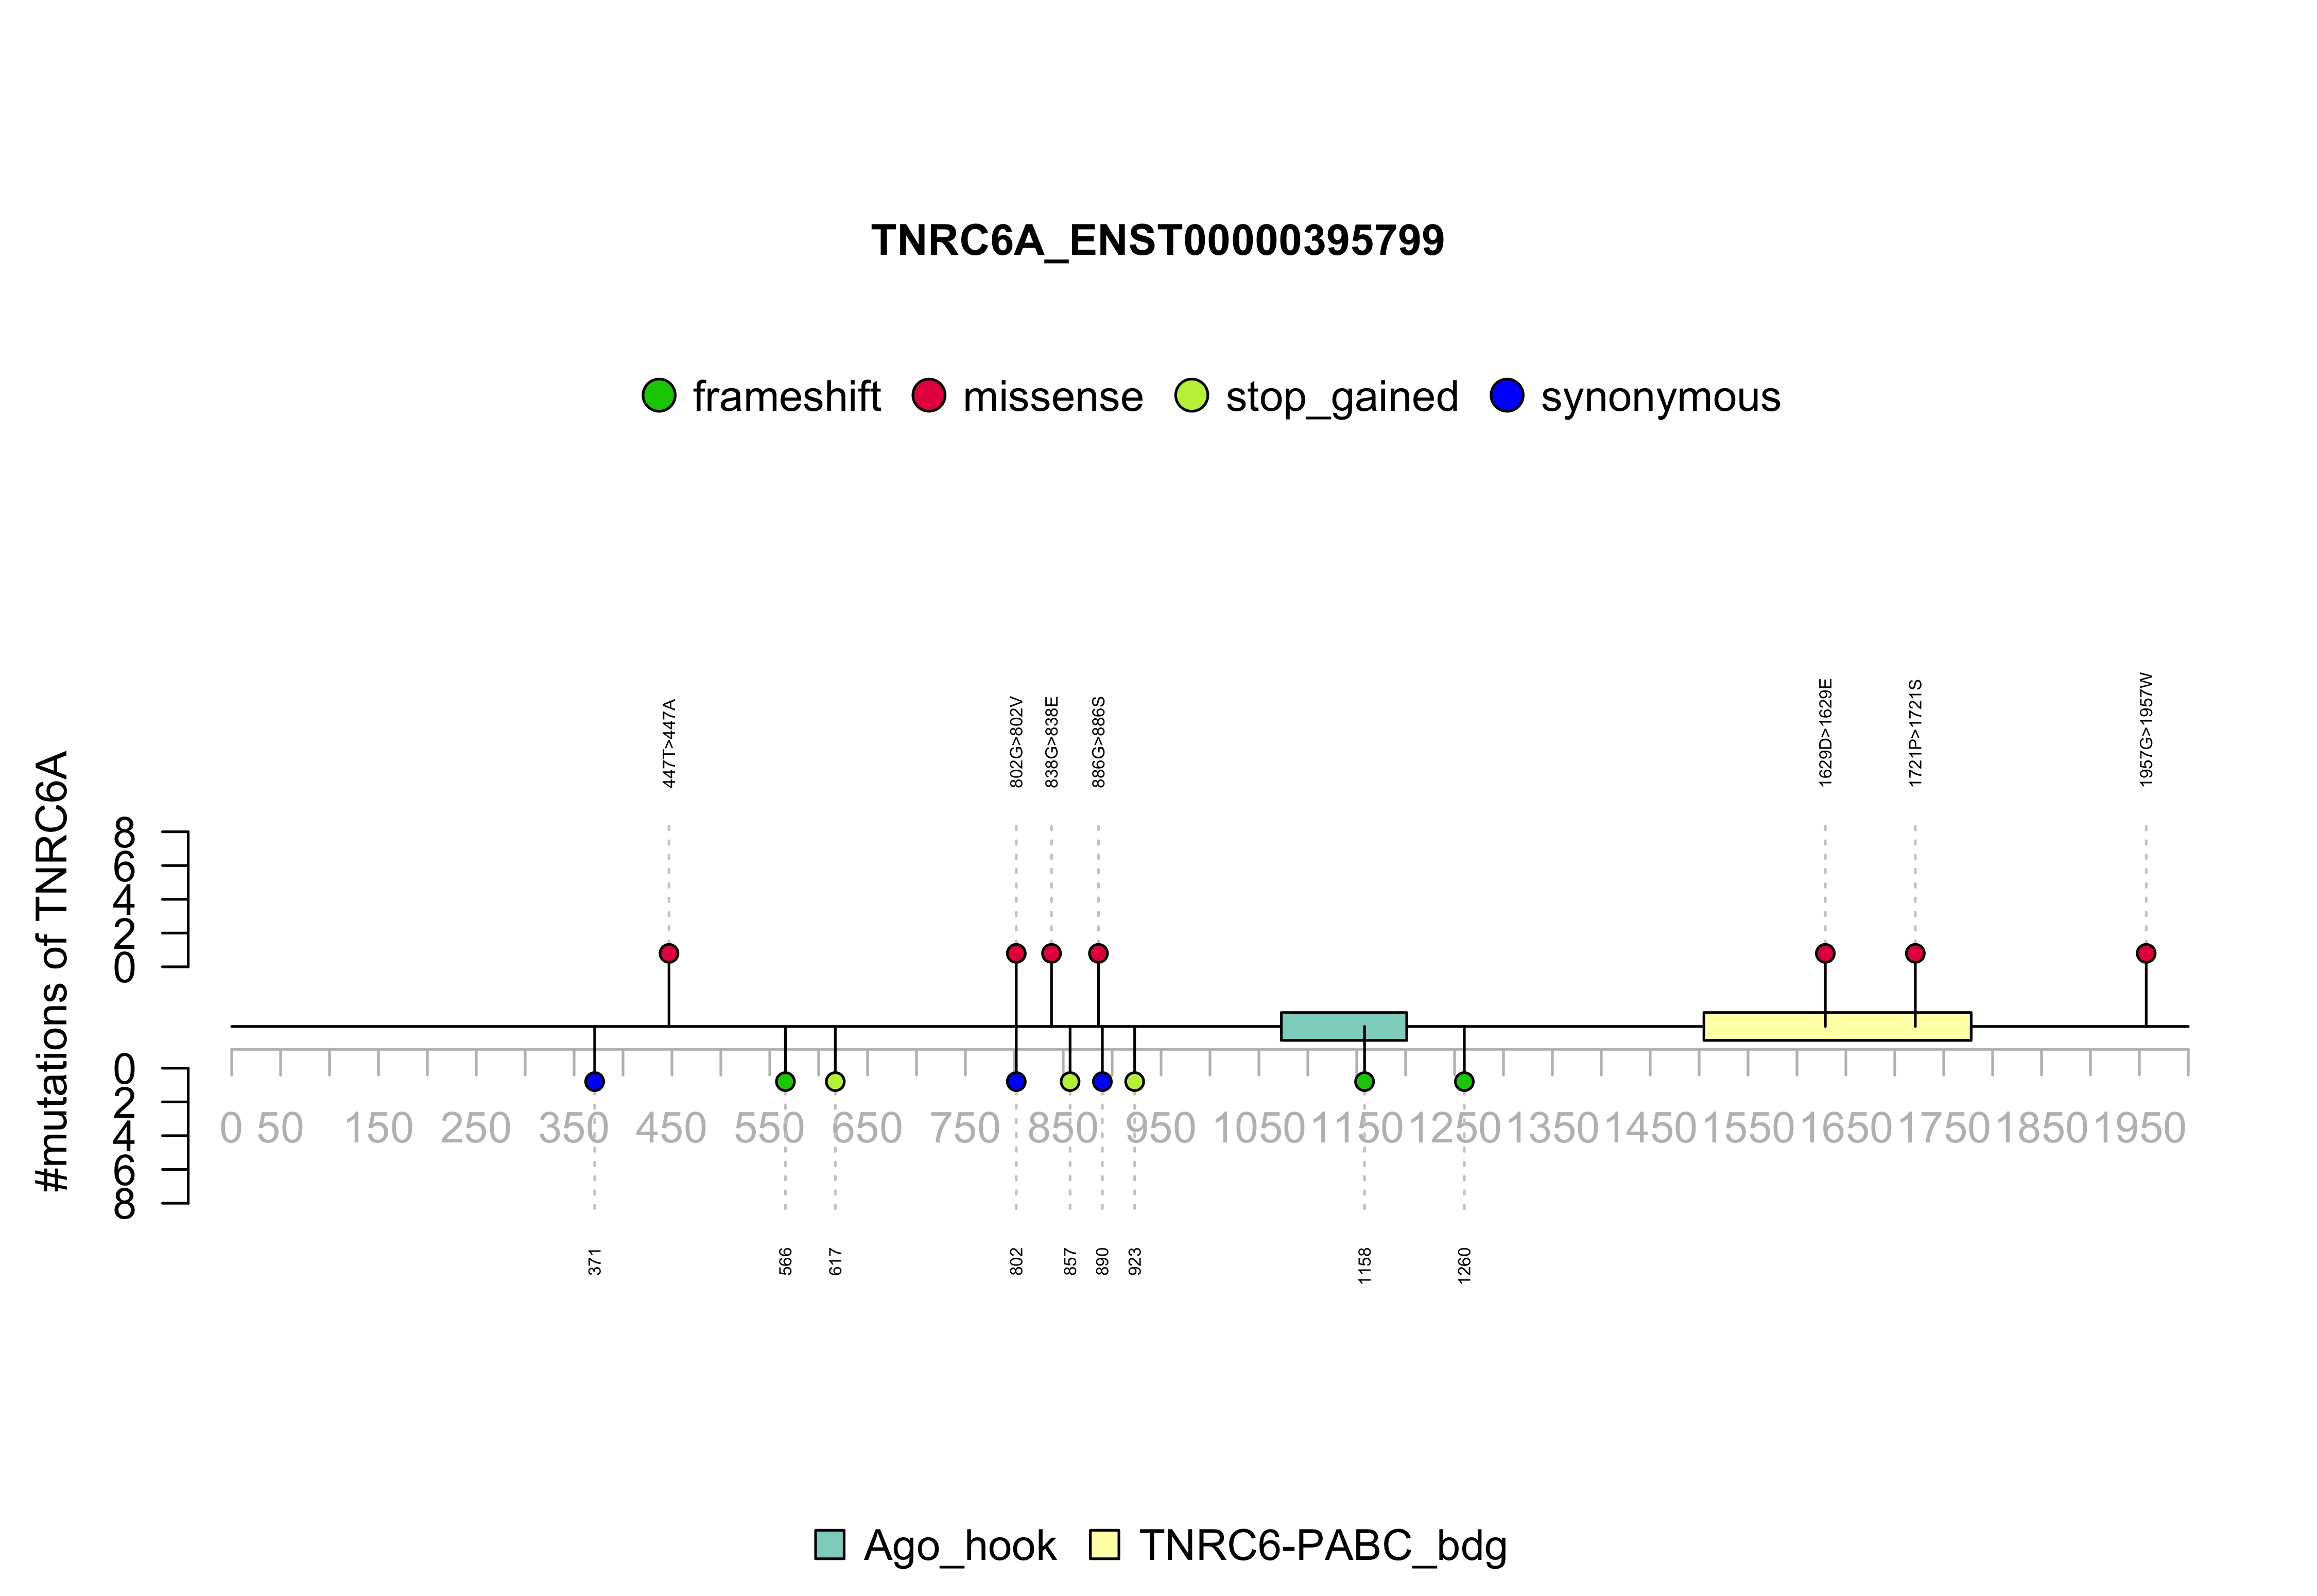 TNRC6A_ENST00000395799
frameshift missense stop_gained synonymous
447T>447A
802G>802V
838G>838E
886G>886S
1629D>1629E
1721P>1721S
1957G>1957W
#mutations of TNRC6A
8
6
4
2
0
0
2
4
6
8
0 50 150 250 350 450 550 650 750 850 950 1050 1150 1250 1350 1450 1550 1650 1750 1850 1950
371
566
617
802
857
890
923
1158
1260
Ago_hook TNRC6-PABC_bdg